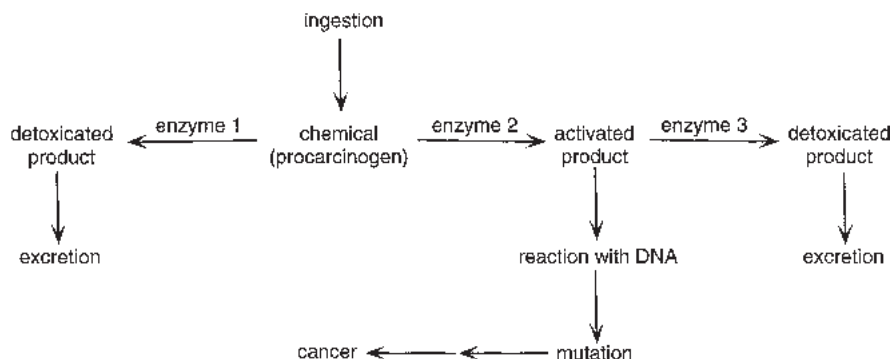 ingestion
enzyme 1
enzyme 2
enzyme 3
detoxicated
product
chemical
(procarcinogen)
activated
product
detoxicated
product
excretion
reaction with DNA
excretion
cancer
mutation